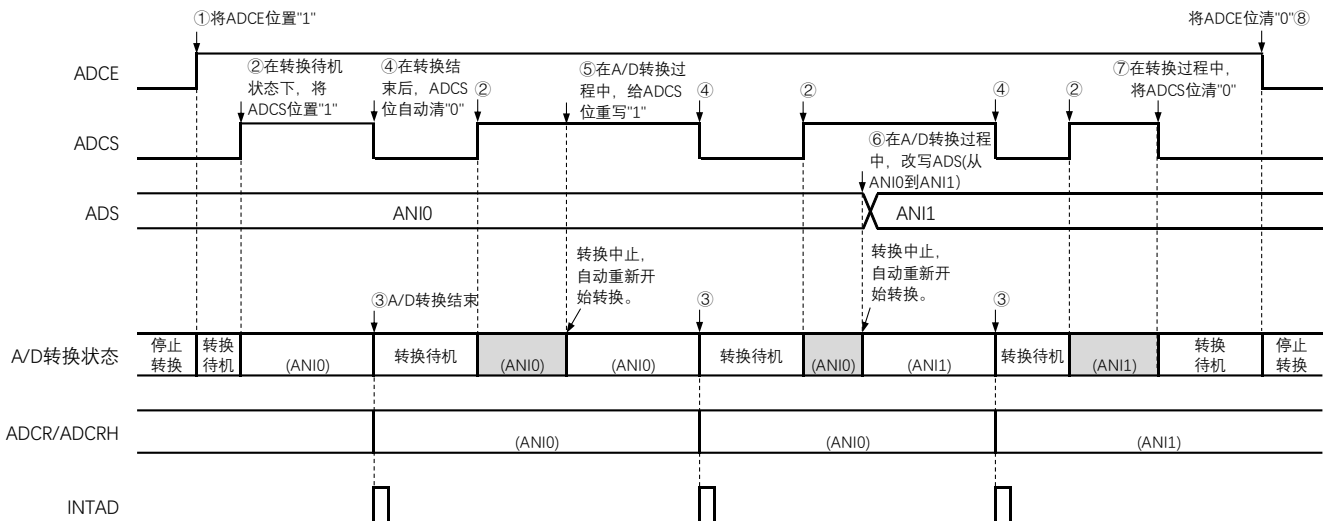 ①将ADCE位置"1"
将ADCE位清"0"⑧
ADCE
②在转换待机
状态下，将
ADCS位置"1"
④在转换结
束后，ADCS
位自动清"0"
②
⑤在A/D转换过
程中，给ADCS
位重写"1"
④
②
④
②
⑦在转换过程中，
将ADCS位清"0"
ADCS
⑥在A/D转换过程
中，改写ADS(从
ANI0到ANI1)
ADS
ANI0
ANI1
转换中止，
自动重新开
始转换。
转换中止，
自动重新开
始转换。
③A/D转换结束
③
③
A/D转换状态
停止
转换
转换
待机
(ANI0)
转换待机
(ANI0)
(ANI0)
转换待机
(ANI0)
(ANI1)
转换待机
(ANI1)
转换
待机
停止
转换
ADCR/ADCRH
(ANI0)
(ANI0)
(ANI1)
INTAD